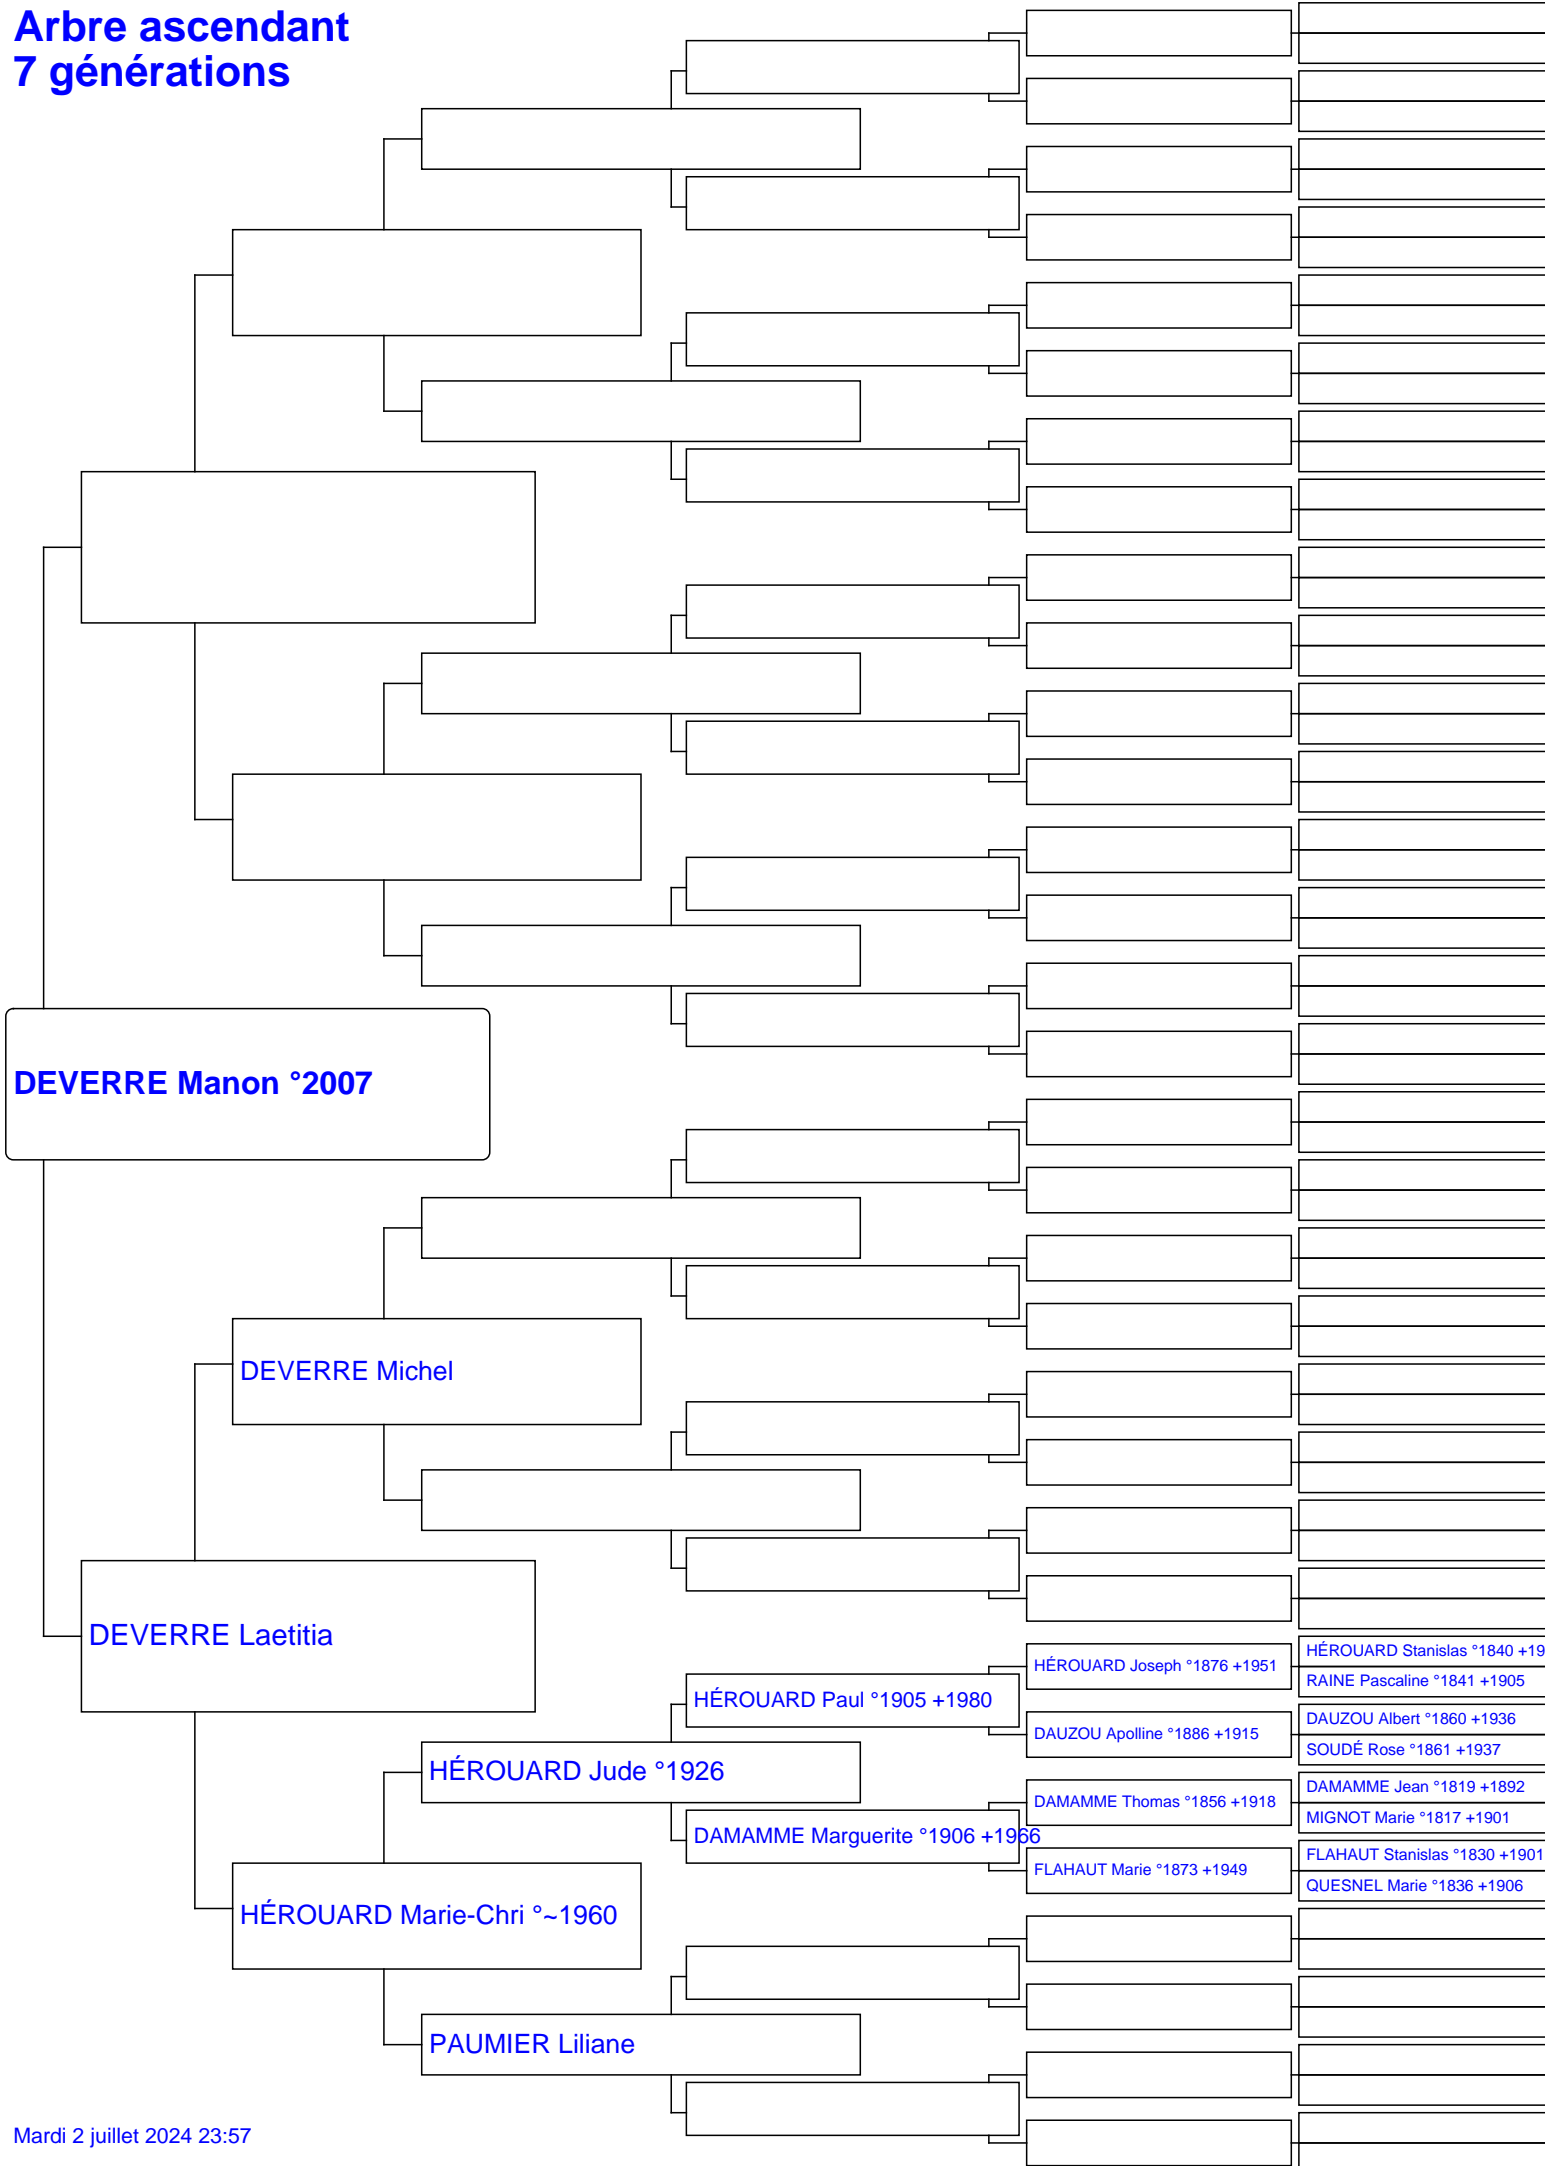 Arbre ascendant
7 générations
DEVERRE Manon °2007
DEVERRE Michel
DEVERRE Laetitia
HÉROUARD Joseph °1876 +1951
HÉROUARD Stanislas °1840 +19
RAINE Pascaline °1841 +1905
HÉROUARD Paul °1905 +1980
DAUZOU Apolline °1886 +1915
DAUZOU Albert °1860 +1936
SOUDÉ Rose °1861 +1937
HÉROUARD Jude °1926
DAMAMME Thomas °1856 +1918
DAMAMME Jean °1819 +1892
MIGNOT Marie °1817 +1901
DAMAMME Marguerite °1906 +1966
FLAHAUT Marie °1873 +1949
FLAHAUT Stanislas °1830 +1901
QUESNEL Marie °1836 +1906
HÉROUARD Marie-Chri °~1960
PAUMIER Liliane
Mardi 2 juillet 2024 23:57